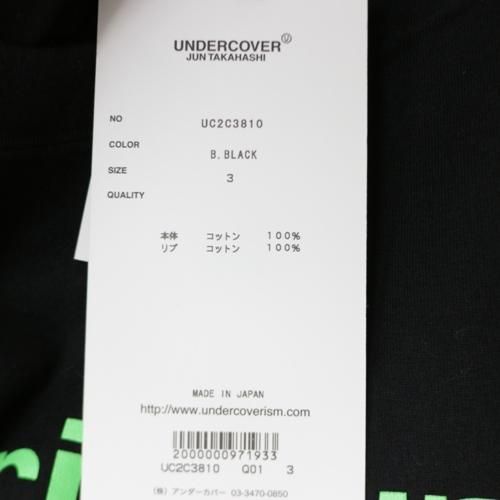 UNDERCOVER Ⓤ
JUN TAKAHASHI
NO UC2C3810
COLOR B.BLACK
SIZE 3
QUALITY
本体 コットン 100%
リブ コットン 100%
MADE IN JAPAN
http://www.undercoverism.com/
2000000971933
UC2C3810 Q01 3
(株) アンダーカバー 03-3470-0850
ri